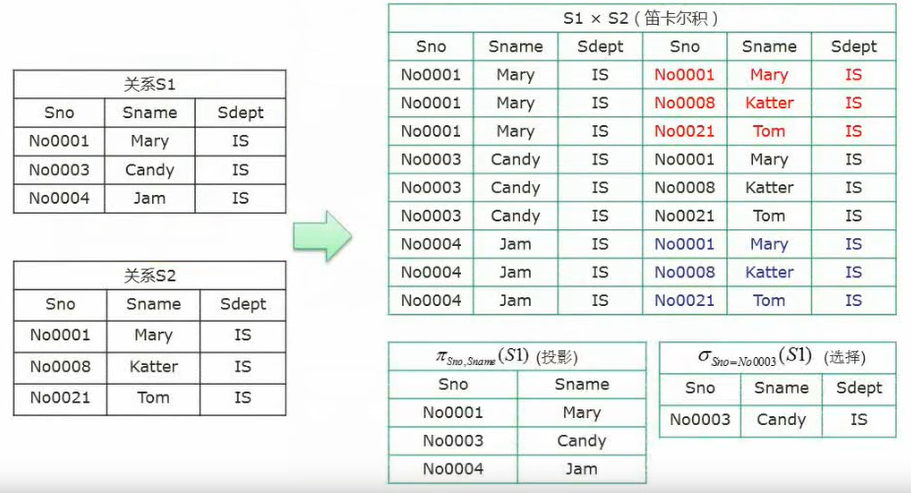 关系S1
Sno Sname Sdept
No0001 Mary IS
No0003 Candy IS
No0004 Jam IS
关系S2
Sno Sname Sdept
No0001 Mary IS
No0008 Katter IS
No0021 Tom IS
S1 × S2（笛卡尔积）
Sno Sname Sdept Sno Sname Sdept
No0001 Mary IS No0001 Mary IS
No0001 Mary IS No0008 Katter IS
No0001 Mary IS No0021 Tom IS
No0003 Candy IS No0001 Mary IS
No0003 Candy IS No0008 Katter IS
No0003 Candy IS No0021 Tom IS
No0004 Jam IS No0001 Mary IS
No0004 Jam IS No0008 Katter IS
No0004 Jam IS No0021 Tom IS
π Sno,Sname (S1) (投影)
Sno Sname
No0001 Mary
No0003 Candy
No0004 Jam
σ Sno=No0003 (S1) (选择)
Sno Sname Sdept
No0003 Candy IS